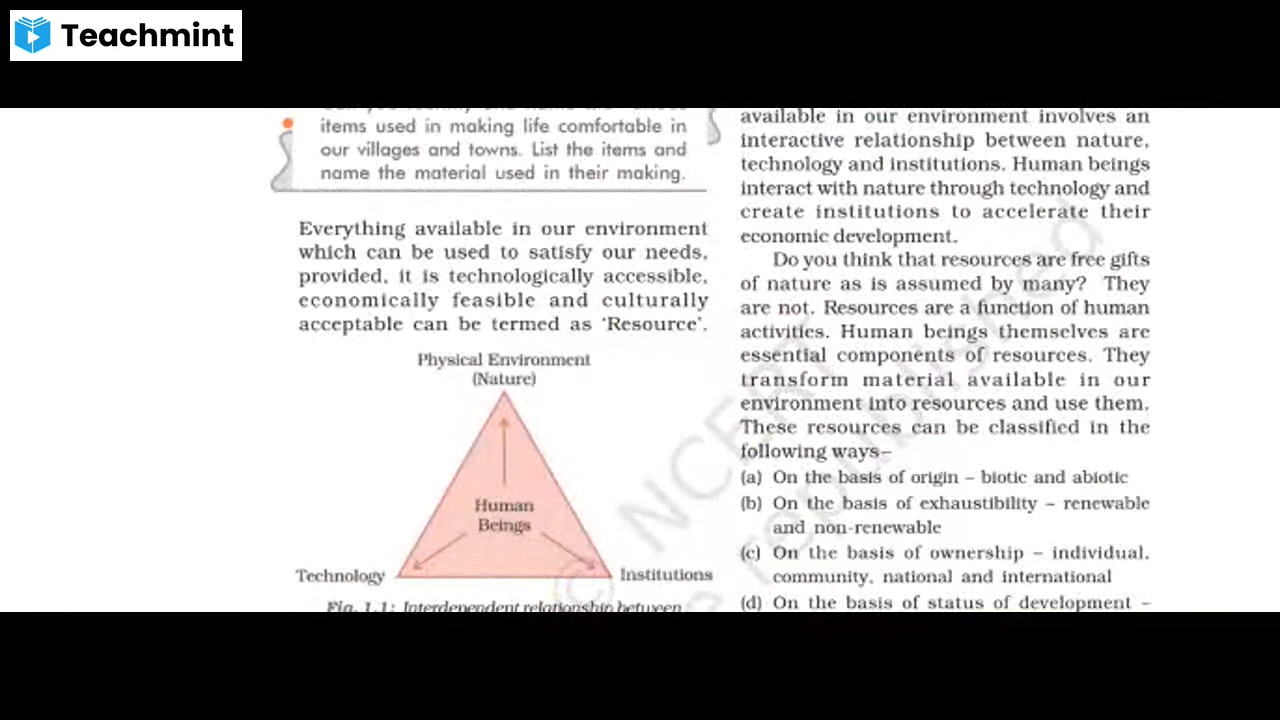 Teachmint
items used in making life comfortable in
our villages and towns. List the items and
name the material used in their making.
Everything available in our environment
which can be used to satisfy our needs,
provided, it is technologically accessible,
economically feasible and culturally
acceptable can be termed as ‘Resource’.
Physical Environment
(Nature)
Human
Beings
Technology
Institutions
Fig. 1.1: Interdependent relationship between
available in our environment involves an
interactive relationship between nature,
technology and institutions. Human beings
interact with nature through technology and
create institutions to accelerate their
economic development.
Do you think that resources are free gifts
of nature as is assumed by many? They
are not. Resources are a function of human
activities. Human beings themselves are
essential components of resources. They
transform material available in our
environment into resources and use them.
These resources can be classified in the
following ways–
(a) On the basis of origin – biotic and abiotic
(b) On the basis of exhaustibility – renewable
and non-renewable
(c) On the basis of ownership – individual,
community, national and international
(d) On the basis of status of development –
© NCERT
republished